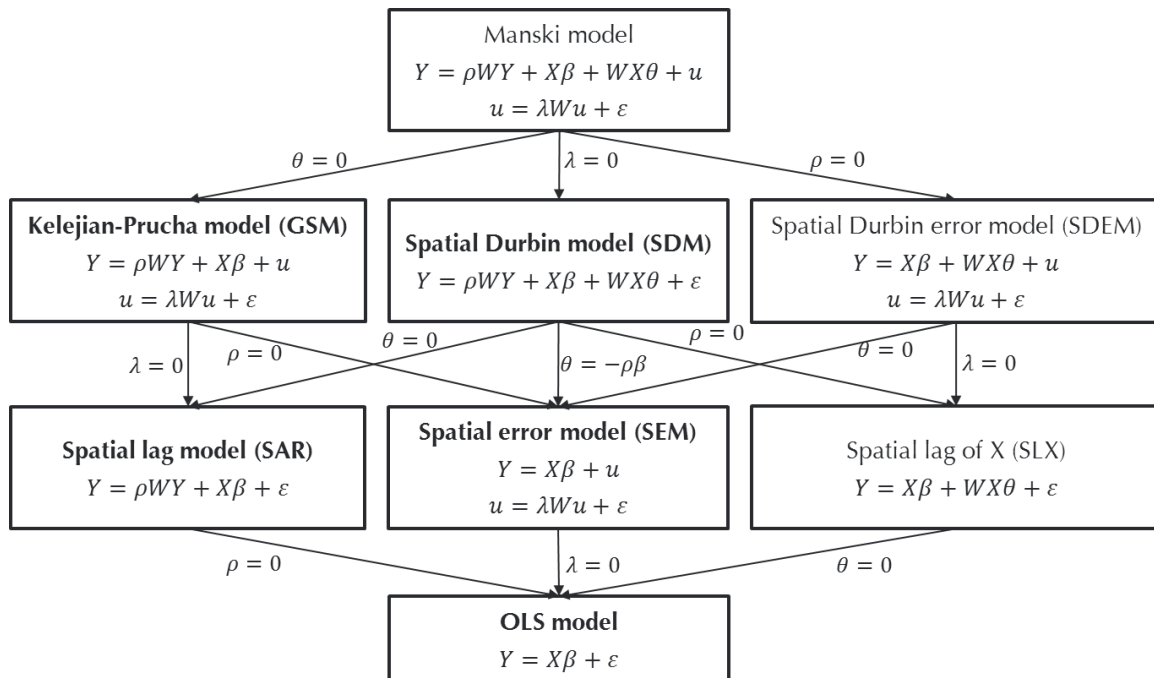 Manski model
Y = ρWY + Xβ + WXθ + u
u = λWu + ε
θ = 0
λ = 0
ρ = 0
Kelejian-Prucha model (GSM)
Y = ρWY + Xβ + u
u = λWu + ε
Spatial Durbin model (SDM)
Y = ρWY + Xβ + WXθ + ε
Spatial Durbin error model (SDEM)
Y = Xβ + WXθ + u
u = λWu + ε
λ = 0
ρ = 0
θ = 0
θ = −ρβ
ρ = 0
θ = 0
λ = 0
Spatial lag model (SAR)
Y = ρWY + Xβ + ε
Spatial error model (SEM)
Y = Xβ + u
u = λWu + ε
Spatial lag of X (SLX)
Y = Xβ + WXθ + ε
ρ = 0
λ = 0
θ = 0
OLS model
Y = Xβ + ε